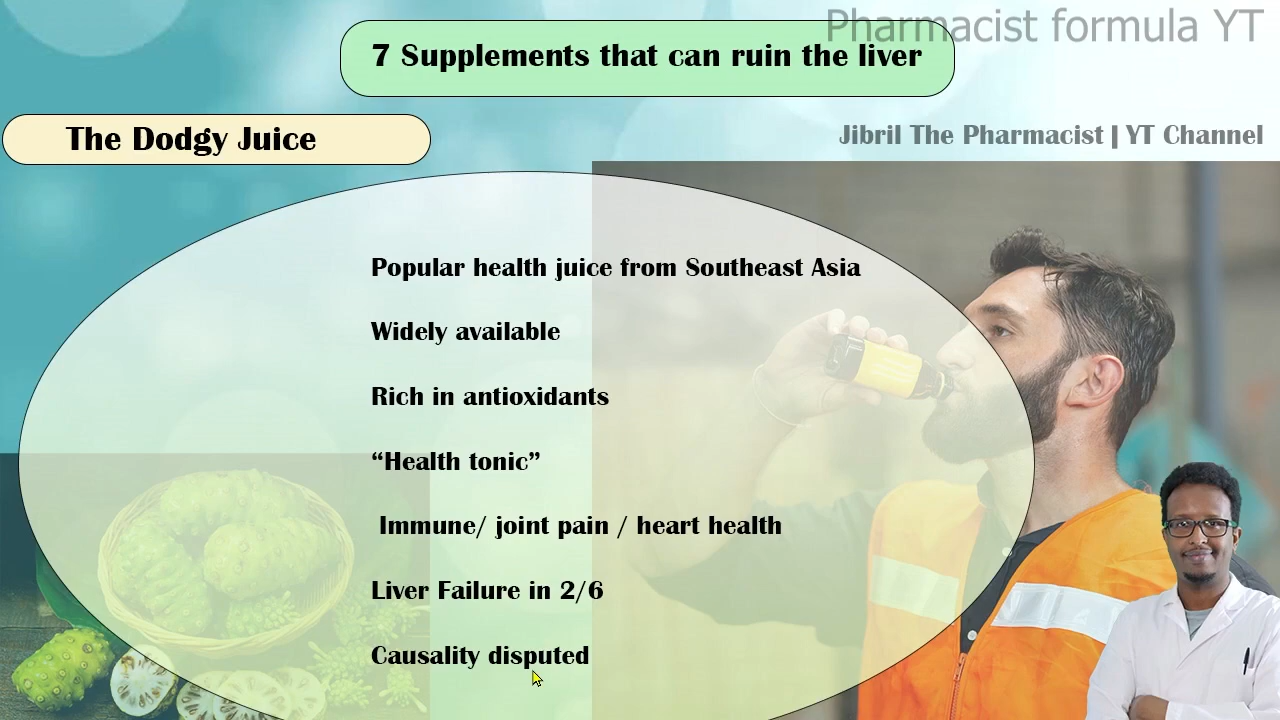 Pharmacist formula YT
7 Supplements that can ruin the liver
The Dodgy Juice
Jibril The Pharmacist | YT Channel
Popular health juice from Southeast Asia
Widely available
Rich in antioxidants
“Health tonic”
Immune/ joint pain / heart health
Liver Failure in 2/6
Causality disputed